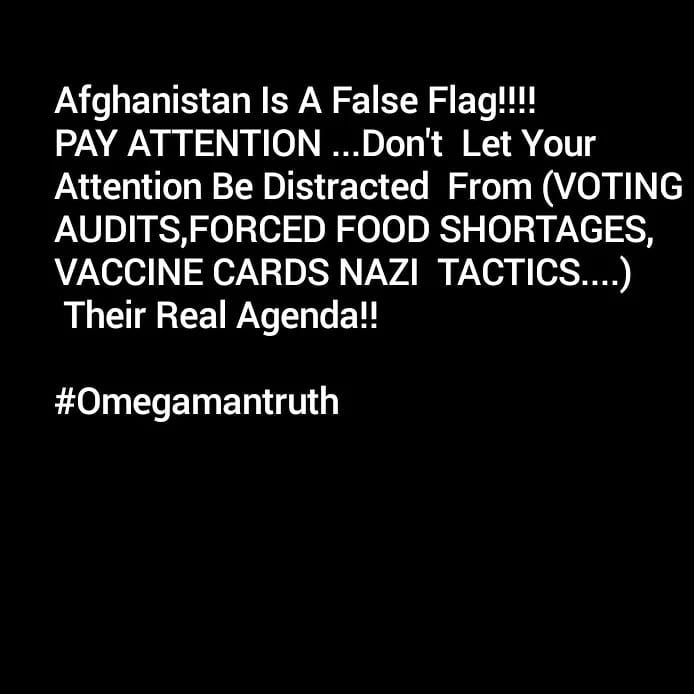 Afghanistan Is A False Flag!!!!
PAY ATTENTION ...Don't  Let Your
Attention Be Distracted  From (VOTING
AUDITS,FORCED FOOD SHORTAGES,
VACCINE CARDS NAZI  TACTICS....)
Their Real Agenda!!
#Omegamantruth